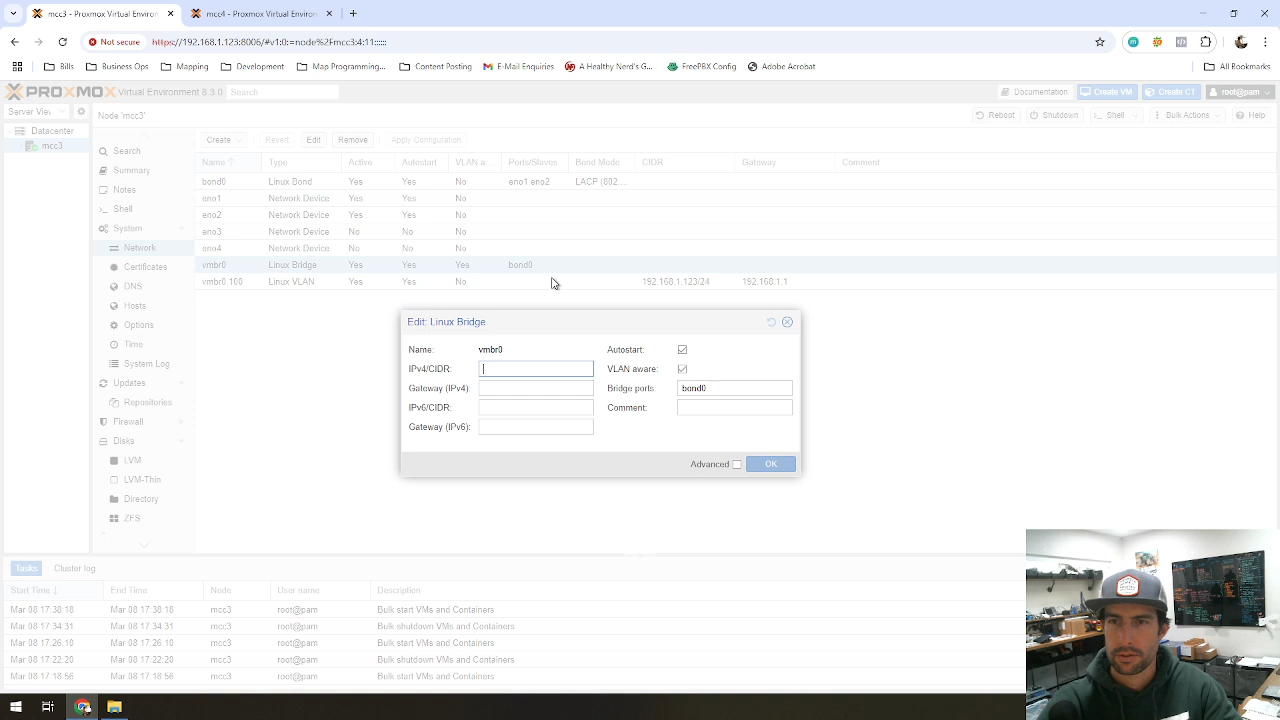 mcc3 - Proxmox Virtual Environmen
mc4 - Proxmox Virtual Environmen
Not secure https://192.168.1.123:8006/#v1:0:=node%2Fmcc3:4:11::::::
Bills Business Ops Map Programming... Development Content Posting E-mail Entourages A Healthy Nerd's G... FreePBX Config Adobe Acrobat All Bookmarks
PROXMOX Virtual Environment 8.3.0 Search Documentation Create VM Create CT root@pam
Server View Node 'mcc3' Reboot Shutdown Shell Bulk Actions Help
Datacenter
mcc3
Search
Summary
Notes
Shell
System
Network
Certificates
DNS
Hosts
Options
Time
System Log
Updates
Repositories
Firewall
Disks
LVM
LVM-Thin
Directory
ZFS
Create Revert Edit Remove Apply Configuration
Name Type Active Autostart VLAN a... Ports/Slaves Bond Mode CIDR Gateway Comment
bond0 Linux Bond Yes Yes No eno1 eno2 LACP (802....
eno1 Network Device Yes Yes No
eno2 Network Device Yes Yes No
eno3 Network Device No No No
eno4 Network Device No No No
vmbr0 Linux Bridge Yes Yes Yes bond0
vmbr0.100 Linux VLAN Yes Yes No 192.168.1.123/24 192.168.1.1
Edit: Linux Bridge
Name: vmbr0 Autostart:
IPv4/CIDR: VLAN aware:
Gateway (IPv4): Bridge ports: bond0
IPv6/CIDR: Comment:
Gateway (IPv6):
Advanced OK
Tasks Cluster log
Start Time End Time Node User name Description
Mar 08 17:38:18 Mar 08 17:38:18 mcc3 root@pam Bulk start VMs and Containers
Mar 08 17:34:31 Mar 08 17:34:31 mcc3 root@pam Bulk shutdown VMs and Containers
Mar 08 17:26:10 Mar 08 17:26:10 mcc3 root@pam Bulk start VMs and Containers
Mar 08 17:22:20 Mar 08 17:22:20 mcc3 root@pam Bulk shutdown VMs and Containers
Mar 08 17:18:56 Mar 08 17:18:56 mcc3 root@pam Bulk start VMs and Containers